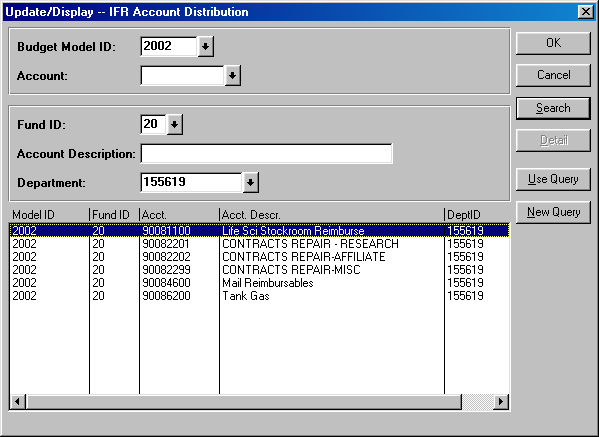 Update/Display -- IFR Account Distribution
Budget Model ID: 2002
OK
Account:
Cancel
Search
Fund ID: 20
Detail
Account Description:
Department: 155619
Use Query
New Query
Model ID Fund ID Acct. Acct. Descr. DeptID
2002 20 90081100 Life Sci Stockroom Reimburse 155619
2002 20 90082201 CONTRACTS REPAIR - RESEARCH 155619
2002 20 90082202 CONTRACTS REPAIR-AFFILIATE 155619
2002 20 90082299 CONTRACTS REPAIR-MISC 155619
2002 20 90084600 Mail Reimbursables 155619
2002 20 90086200 Tank Gas 155619